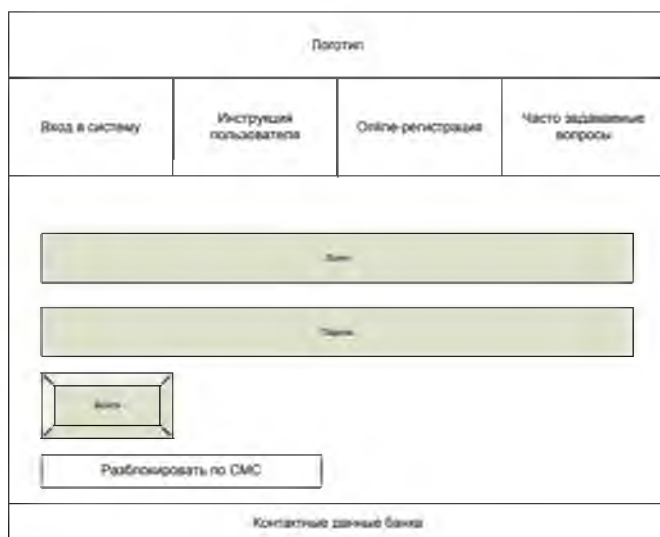 Логотип
Вход в систему
Инструкция
пользователя
Online-регистрация
Часто задаваемые
вопросы
Логин
Пароль
Войти
Разблокировать по СМС
Контактные данные банка